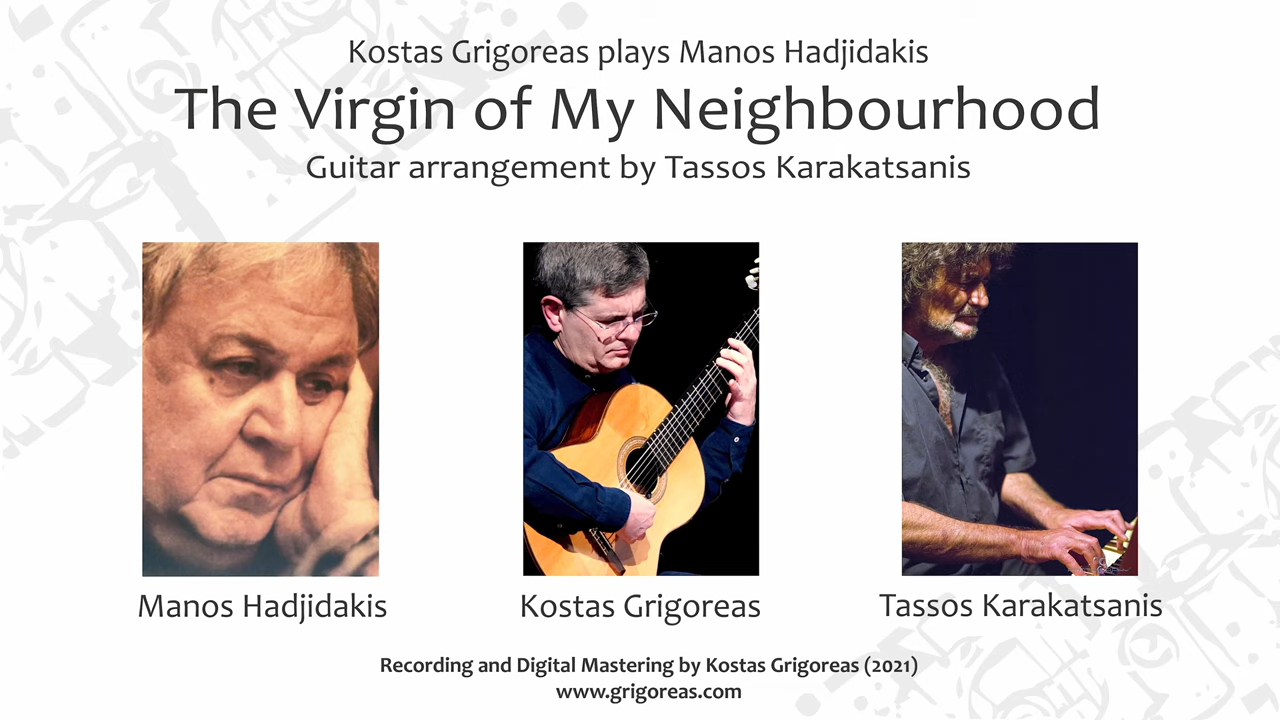 Kostas Grigoreas plays Manos Hadjidakis
The Virgin of My Neighbourhood
Guitar arrangement by Tassos Karakatsanis
Manos Hadjidakis
Kostas Grigoreas
Tassos Karakatsanis
Recording and Digital Mastering by Kostas Grigoreas (2021)
www.grigoreas.com